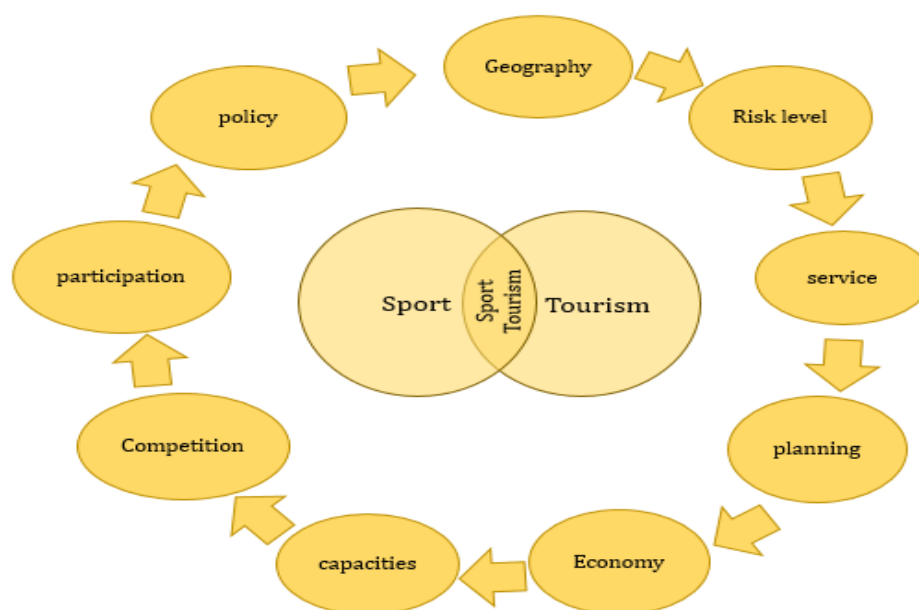 Geography
Risk level
service
planning
Economy
capacities
Competition
participation
policy
Sport
Sport
Tourism
Tourism